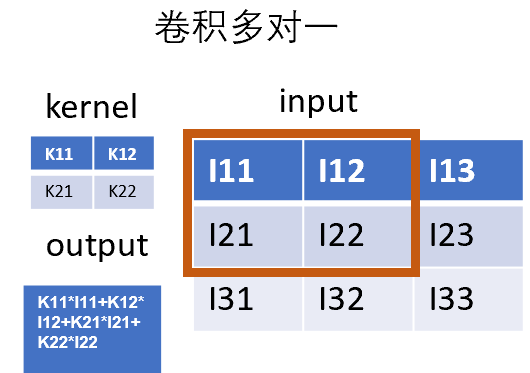 卷积多对一
kernel
K11 K12
K21 K22
output
K11*I11+K12*
I12+K21*I21+
K22*I22
input
I11 I12 I13
I21 I22 I23
I31 I32 I33